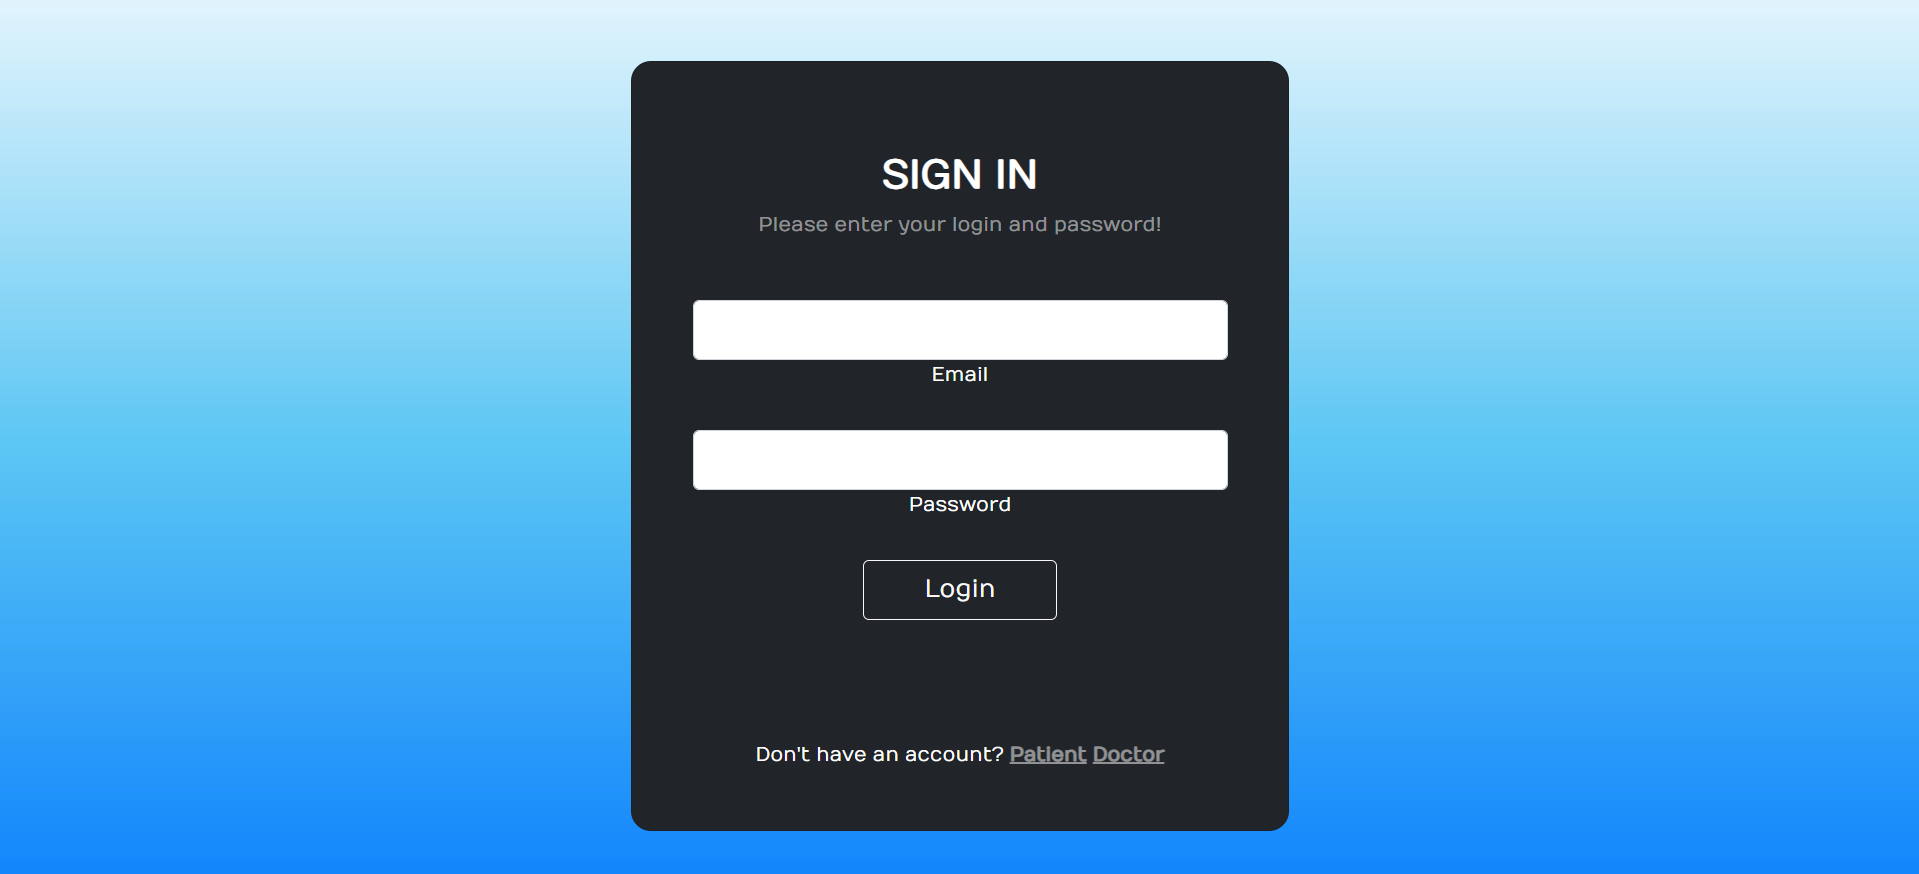 SIGN IN
Please enter your login and password!
Email
Password
Login
Don't have an account? Patient Doctor